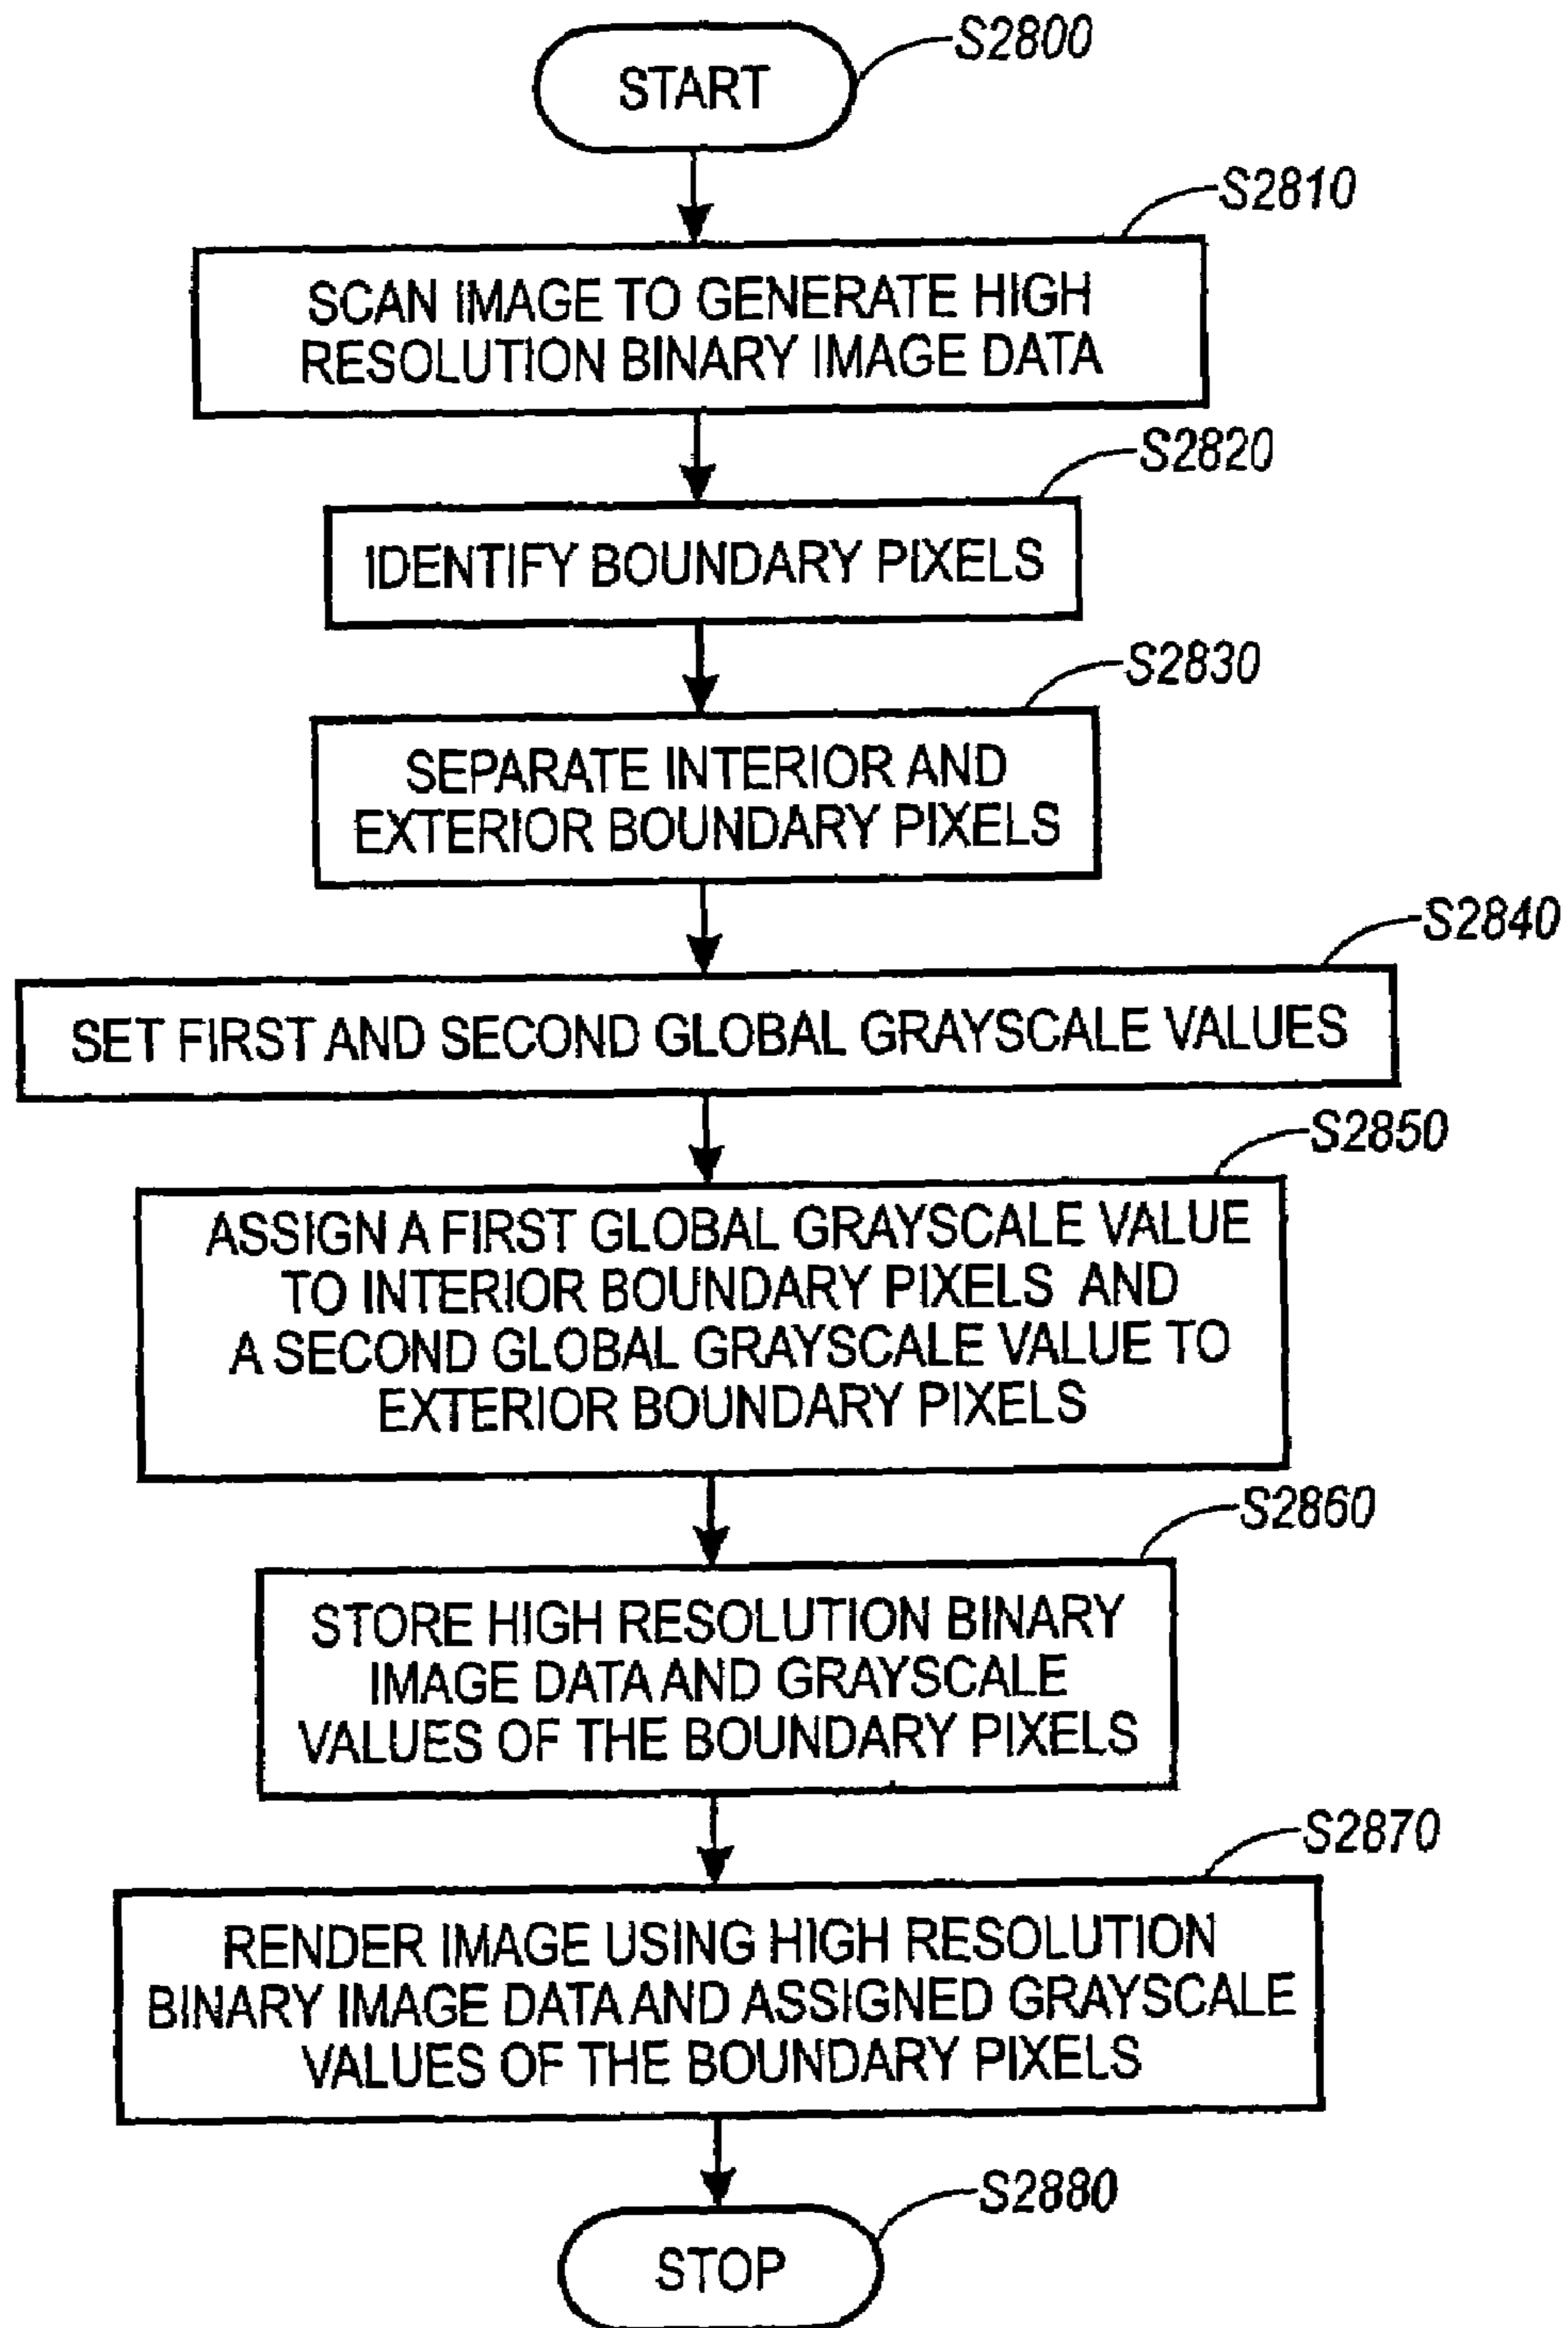 START
S2800
S2810
SCAN IMAGE TO GENERATE HIGH
RESOLUTION BINARY IMAGE DATA
S2820
IDENTIFY BOUNDARY PIXELS
S2830
SEPARATE INTERIOR AND
EXTERIOR BOUNDARY PIXELS
S2840
SET FIRST AND SECOND GLOBAL GRAYSCALE VALUES
S2850
ASSIGN A FIRST GLOBAL GRAYSCALE VALUE
TO INTERIOR BOUNDARY PIXELS AND
A SECOND GLOBAL GRAYSCALE VALUE TO
EXTERIOR BOUNDARY PIXELS
S2860
STORE HIGH RESOLUTION BINARY
IMAGE DATA AND GRAYSCALE
VALUES OF THE BOUNDARY PIXELS
S2870
RENDER IMAGE USING HIGH RESOLUTION
BINARY IMAGE DATA AND ASSIGNED GRAYSCALE
VALUES OF THE BOUNDARY PIXELS
S2880
STOP